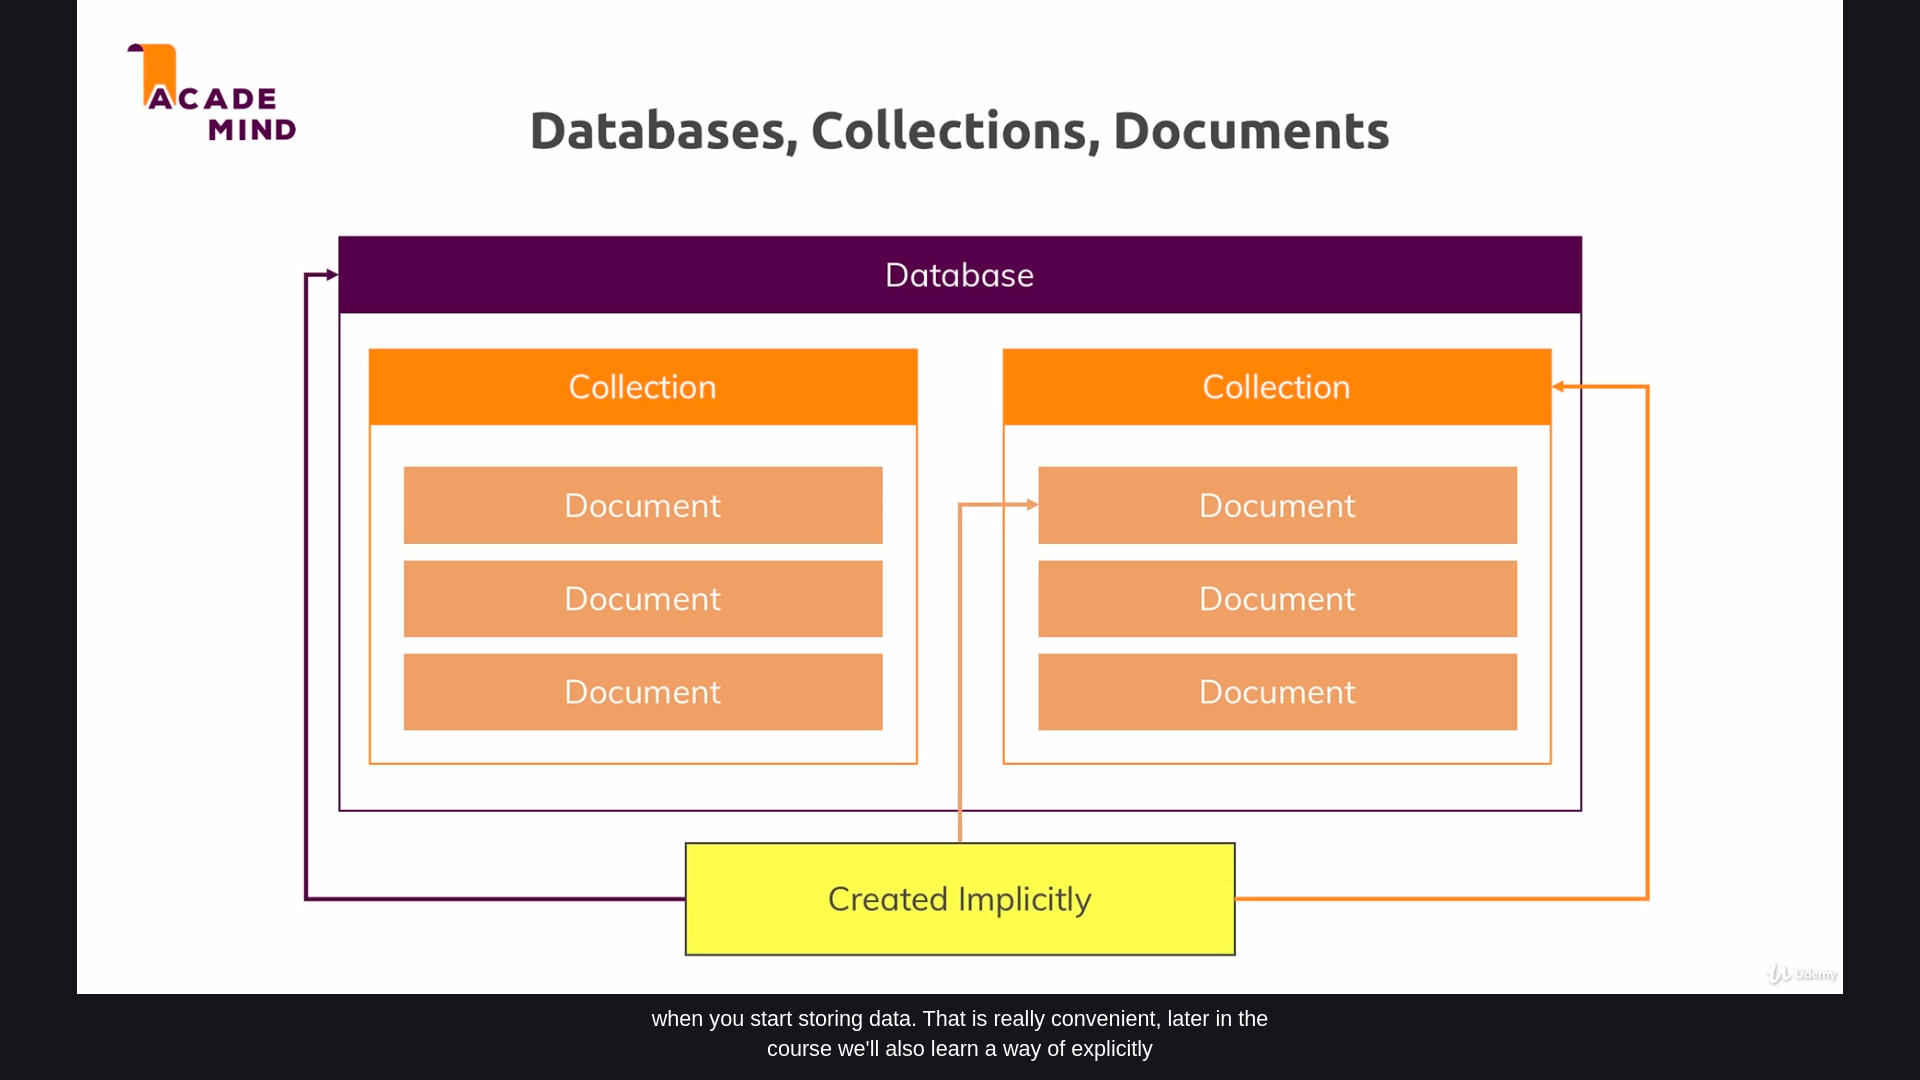 ACADE
MIND
Databases, Collections, Documents
Database
Collection
Document
Document
Document
Collection
Document
Document
Document
Created Implicitly
Udemy
when you start storing data. That is really convenient, later in the
course we'll also learn a way of explicitly